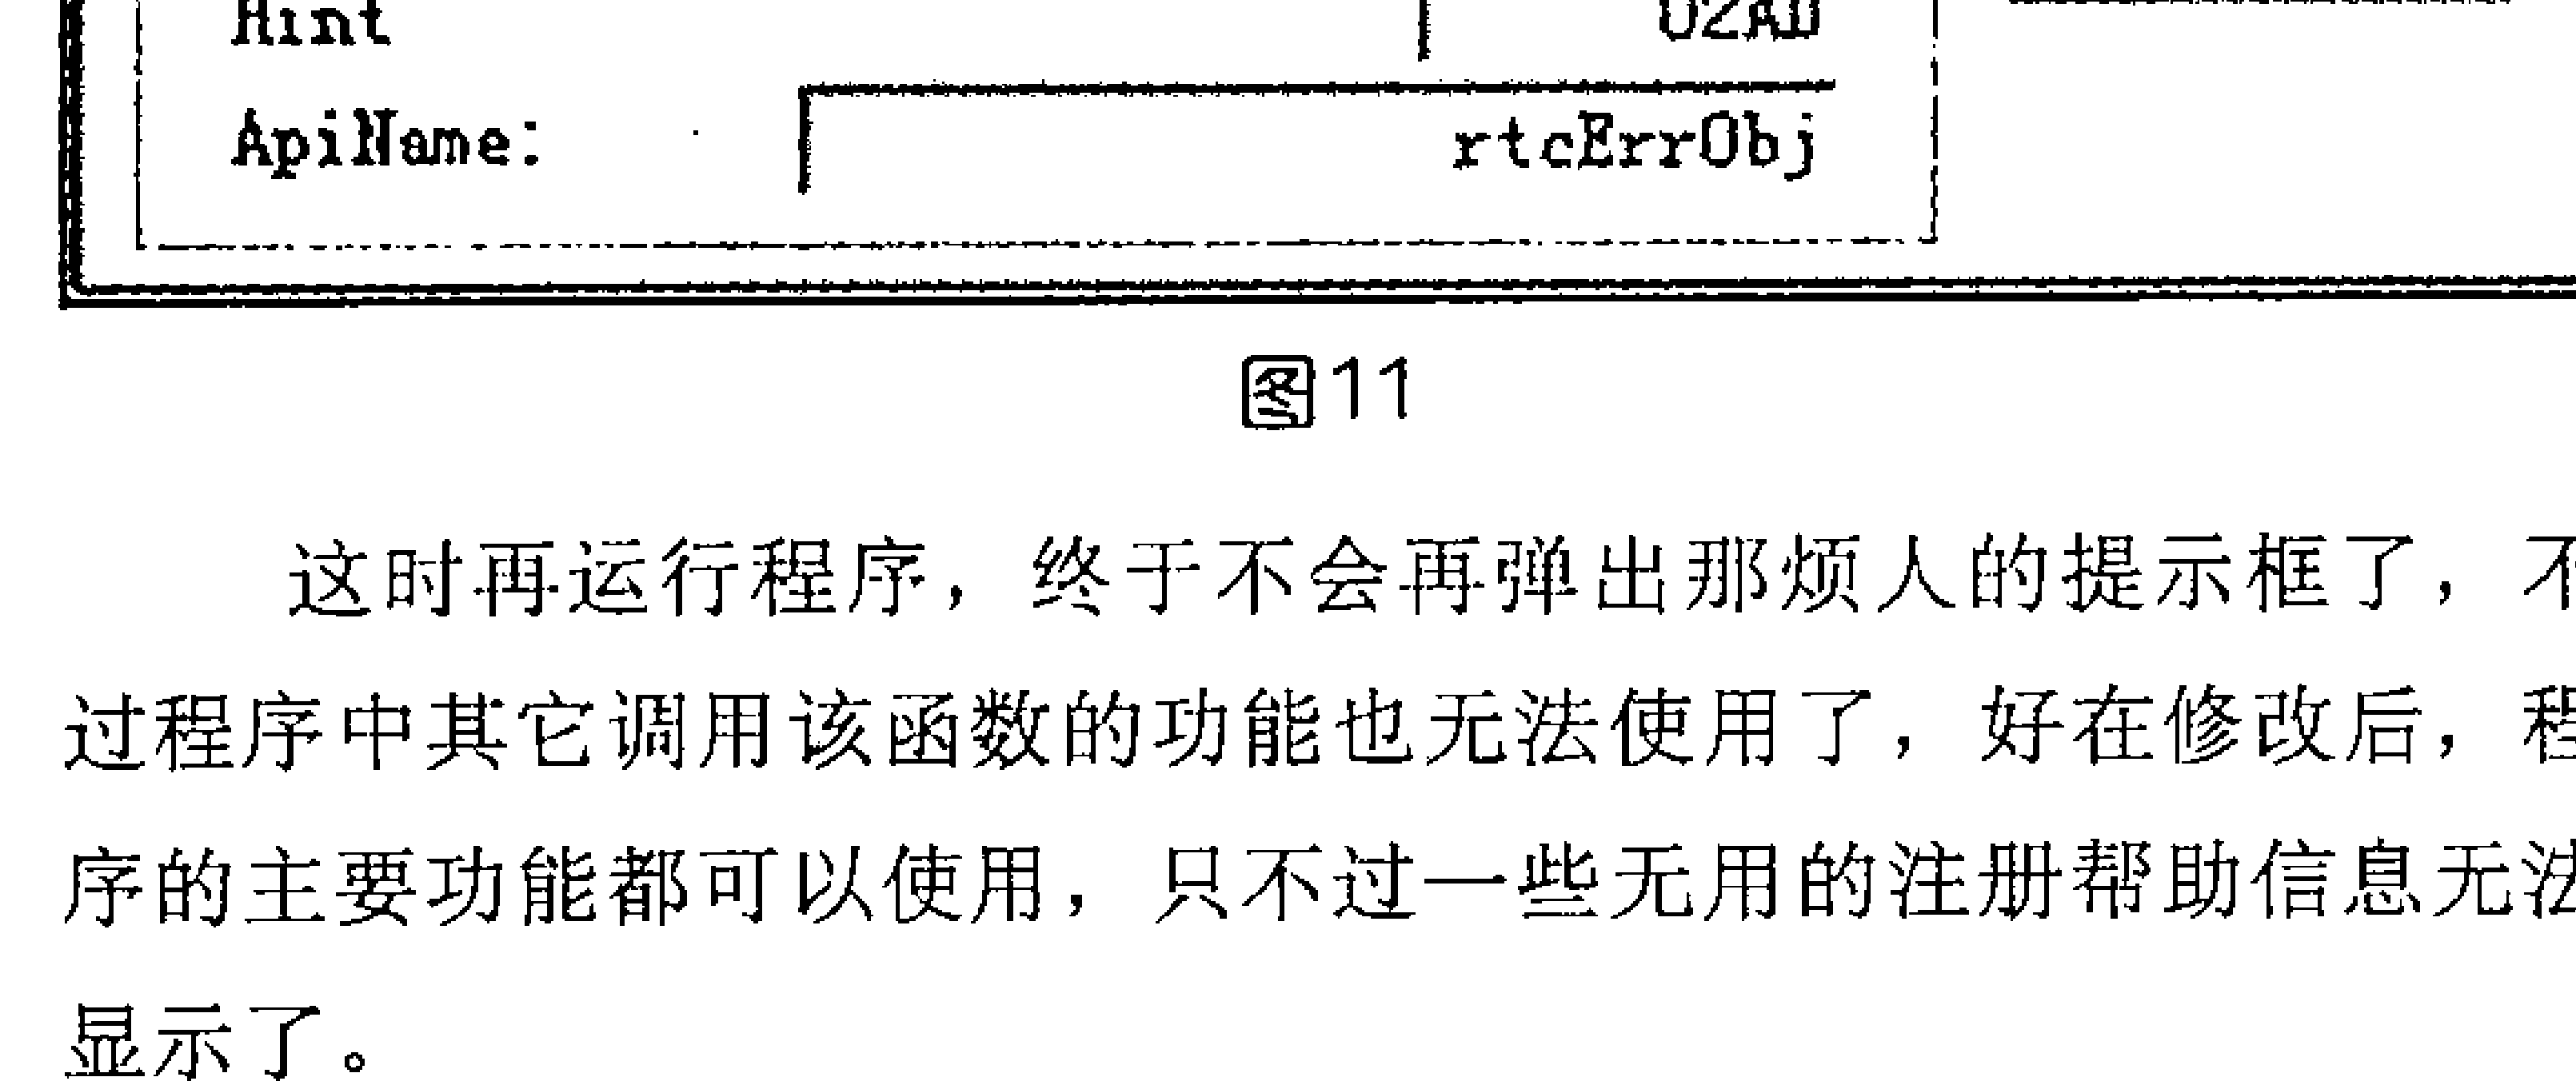 Hint
ApiName: rtcErrObj
图11
这时再运行程序，终于不会再弹出那烦人的提示框了，不
过程序中其它调用该函数的功能也无法使用了，好在修改后，程
序的主要功能都可以使用，只不过一些无用的注册帮助信息无法
显示了。